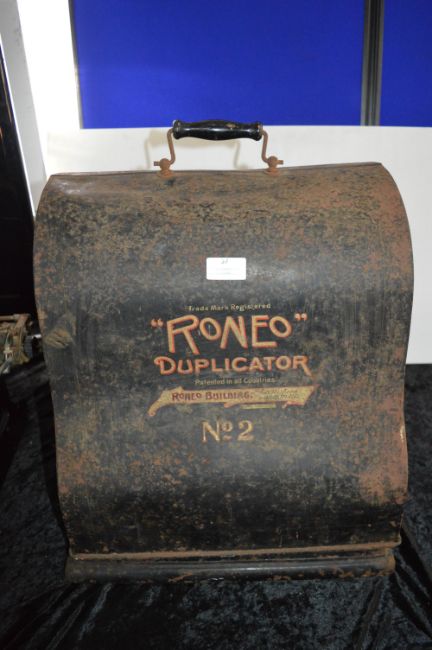 Trade Mark Registered
"RONEO"
DUPLICATOR
Patented in all Countries
RONEO BUILDING.
No 2